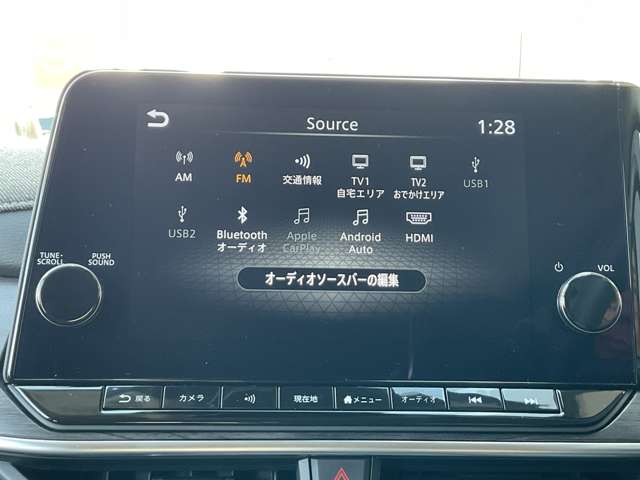 Source
1:28
AM
FM
交通情報
TV1
自宅エリア
TV2
おでかけエリア
USB1
USB2
Bluetooth
オーディオ
Apple
CarPlay
Android
Auto
HDMI
TUNE・
SCROLL
PUSH
SOUND
VOL
オーディオソースバーの編集
戻る
カメラ
現在地
メニュー
オーディオ